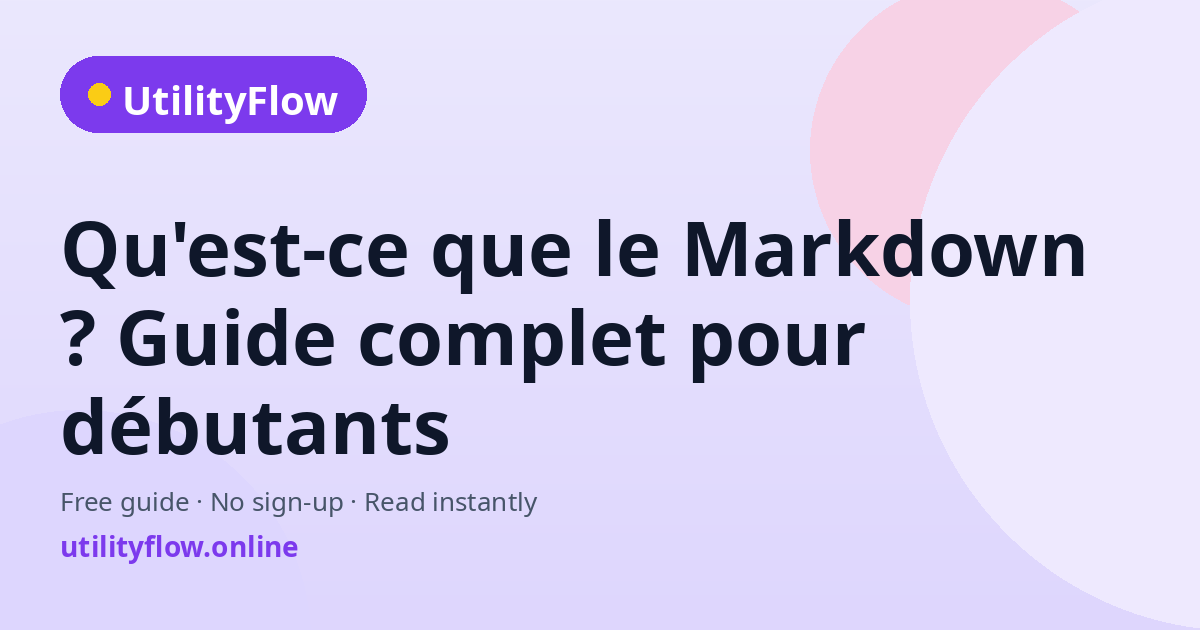 UtilityFlow
Qu'est-ce que le Markdown
? Guide complet pour
débutants
Free guide · No sign-up · Read instantly
utilityflow.online